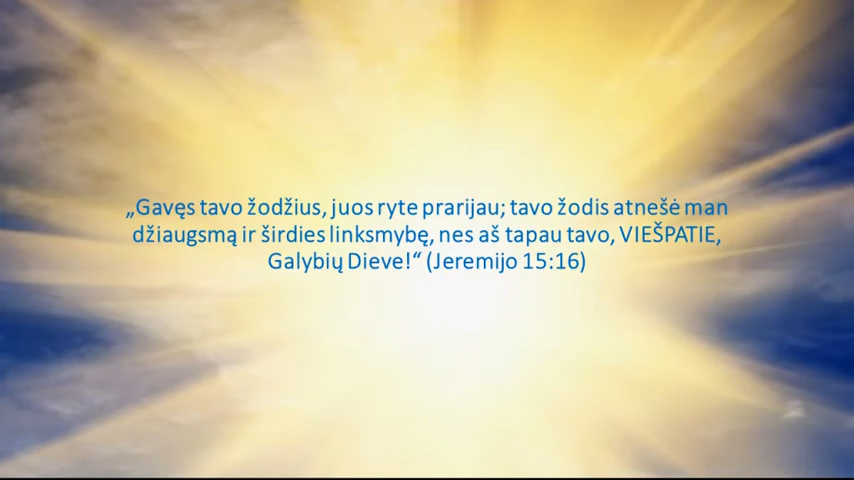 „Gavęs tavo žodžius, juos ryte prarijau; tavo žodis atnešė man
džiaugsmą ir širdies linksmybę, nes aš tapau tavo, VIEŠPATIE,
Galybių Dieve!“ (Jeremijo 15:16)